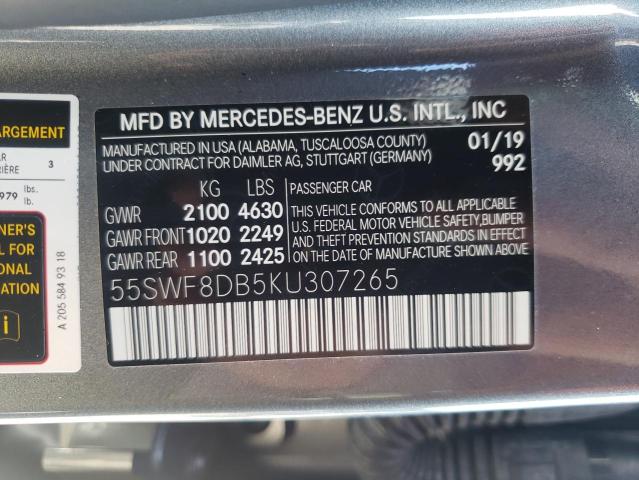 ARGEMENT
3
RIÈRE
979 lbs.
lb.
NER'S
L FOR
ONAL
MATION
i
A 205 584 93 18
MFD BY MERCEDES-BENZ U.S. INTL., INC
MANUFACTURED IN USA (ALABAMA, TUSCALOOSA COUNTY) 01/19
UNDER CONTRACT FOR DAIMLER AG, STUTTGART (GERMANY) 992
KG LBS PASSENGER CAR
GVWR 2100 4630 THIS VEHICLE CONFORMS TO ALL APPLICABLE
GAWR FRONT 1020 2249 U.S. FEDERAL MOTOR VEHICLE SAFETY, BUMPER
GAWR REAR 1100 2425 AND THEFT PREVENTION STANDARDS IN EFFECT
ON THE DATE OF MANUFACTURE SHOWN ABOVE.
55SWF8DB5KU307265